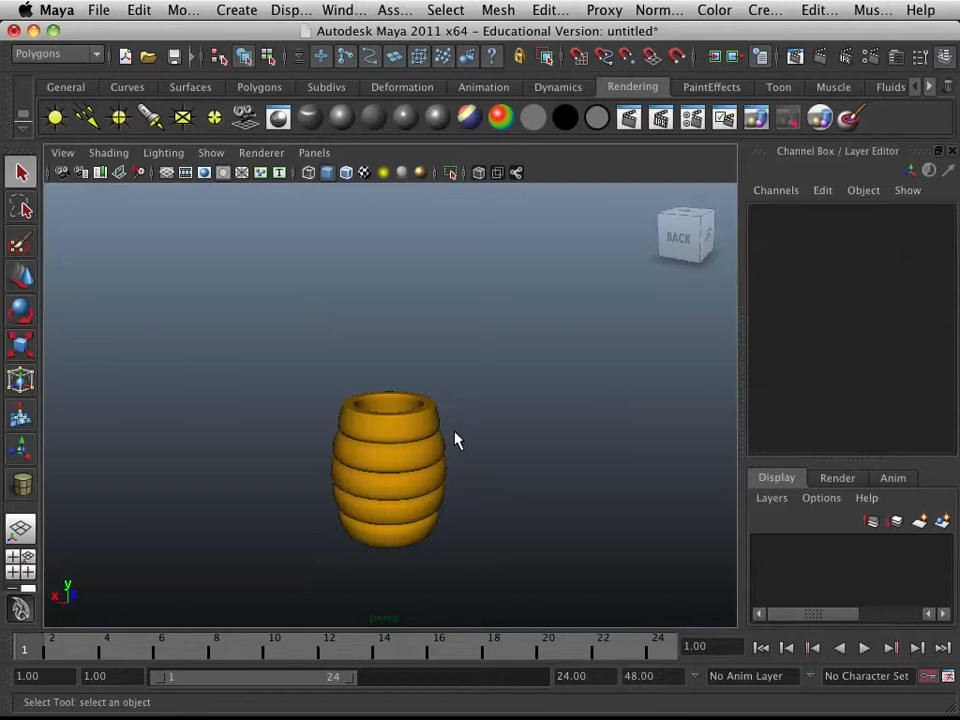 Maya File Edit Mo... Create Disp... Wind... Ass... Select Mesh Edit... Proxy Norm... Color Cre... Edit... Mus... Help
Autodesk Maya 2011 x64 - Educational Version: untitled*
Polygons
General Curves Surfaces Polygons Subdivs Deformation Animation Dynamics Rendering PaintEffects Toon Muscle Fluids
View Shading Lighting Show Renderer Panels
Channel Box / Layer Editor
Channels Edit Object Show
BACK
Display Render Anim
Layers Options Help
y
x z
persp
1 2 4 6 8 10 12 14 16 18 20 22 24 1.00
1.00 1.00 1 24 24.00 48.00 No Anim Layer No Character Set
Select Tool: select an object